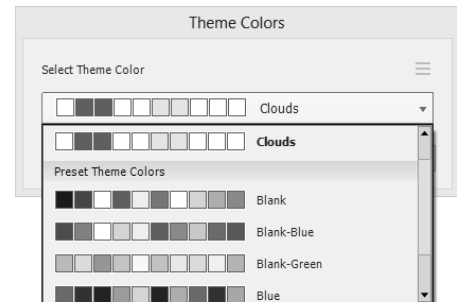 Theme Colors
Select Theme Color
Clouds
Clouds
Preset Theme Colors
Blank
Blank-Blue
Blank-Green
Blue